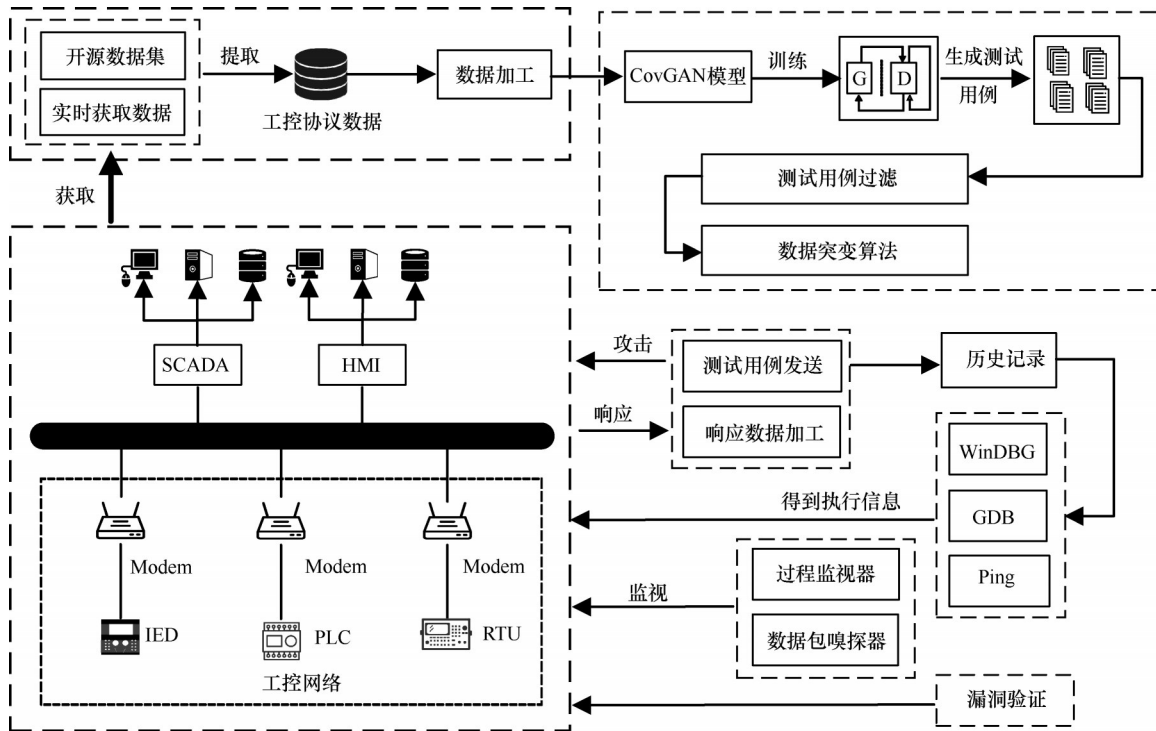 开源数据集
实时获取数据
提取
工控协议数据
数据加工
CovGAN模型
训练
G
D
生成测试
用例
测试用例过滤
数据突变算法
获取
SCADA
HMI
Modem
Modem
Modem
IED
PLC
RTU
工控网络
攻击
响应
测试用例发送
响应数据加工
历史记录
WinDBG
GDB
Ping
得到执行信息
监视
过程监视器
数据包嗅探器
漏洞验证